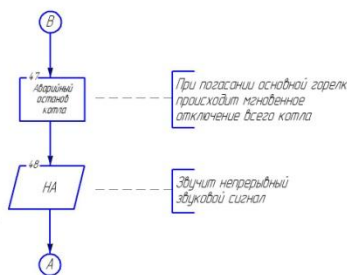 В
47
Аварийный
останов
котла
При погасании основной горелк
происходит мгновенное
отключение всего котла
48
НА
Звучит непрерывный
звуковой сигнал
А